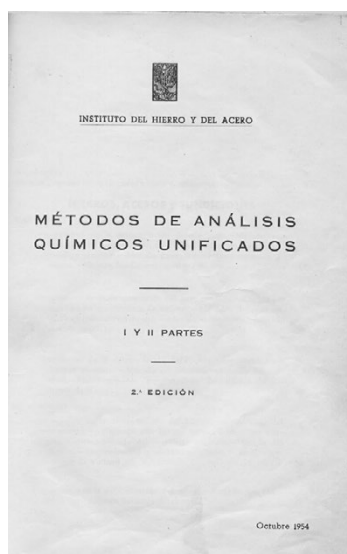 INSTITUTO DEL HIERRO Y DEL ACERO
MÉTODOS DE ANÁLISIS
QUÍMICOS UNIFICADOS
I Y II PARTES
2.ª EDICIÓN
Octubre 1954